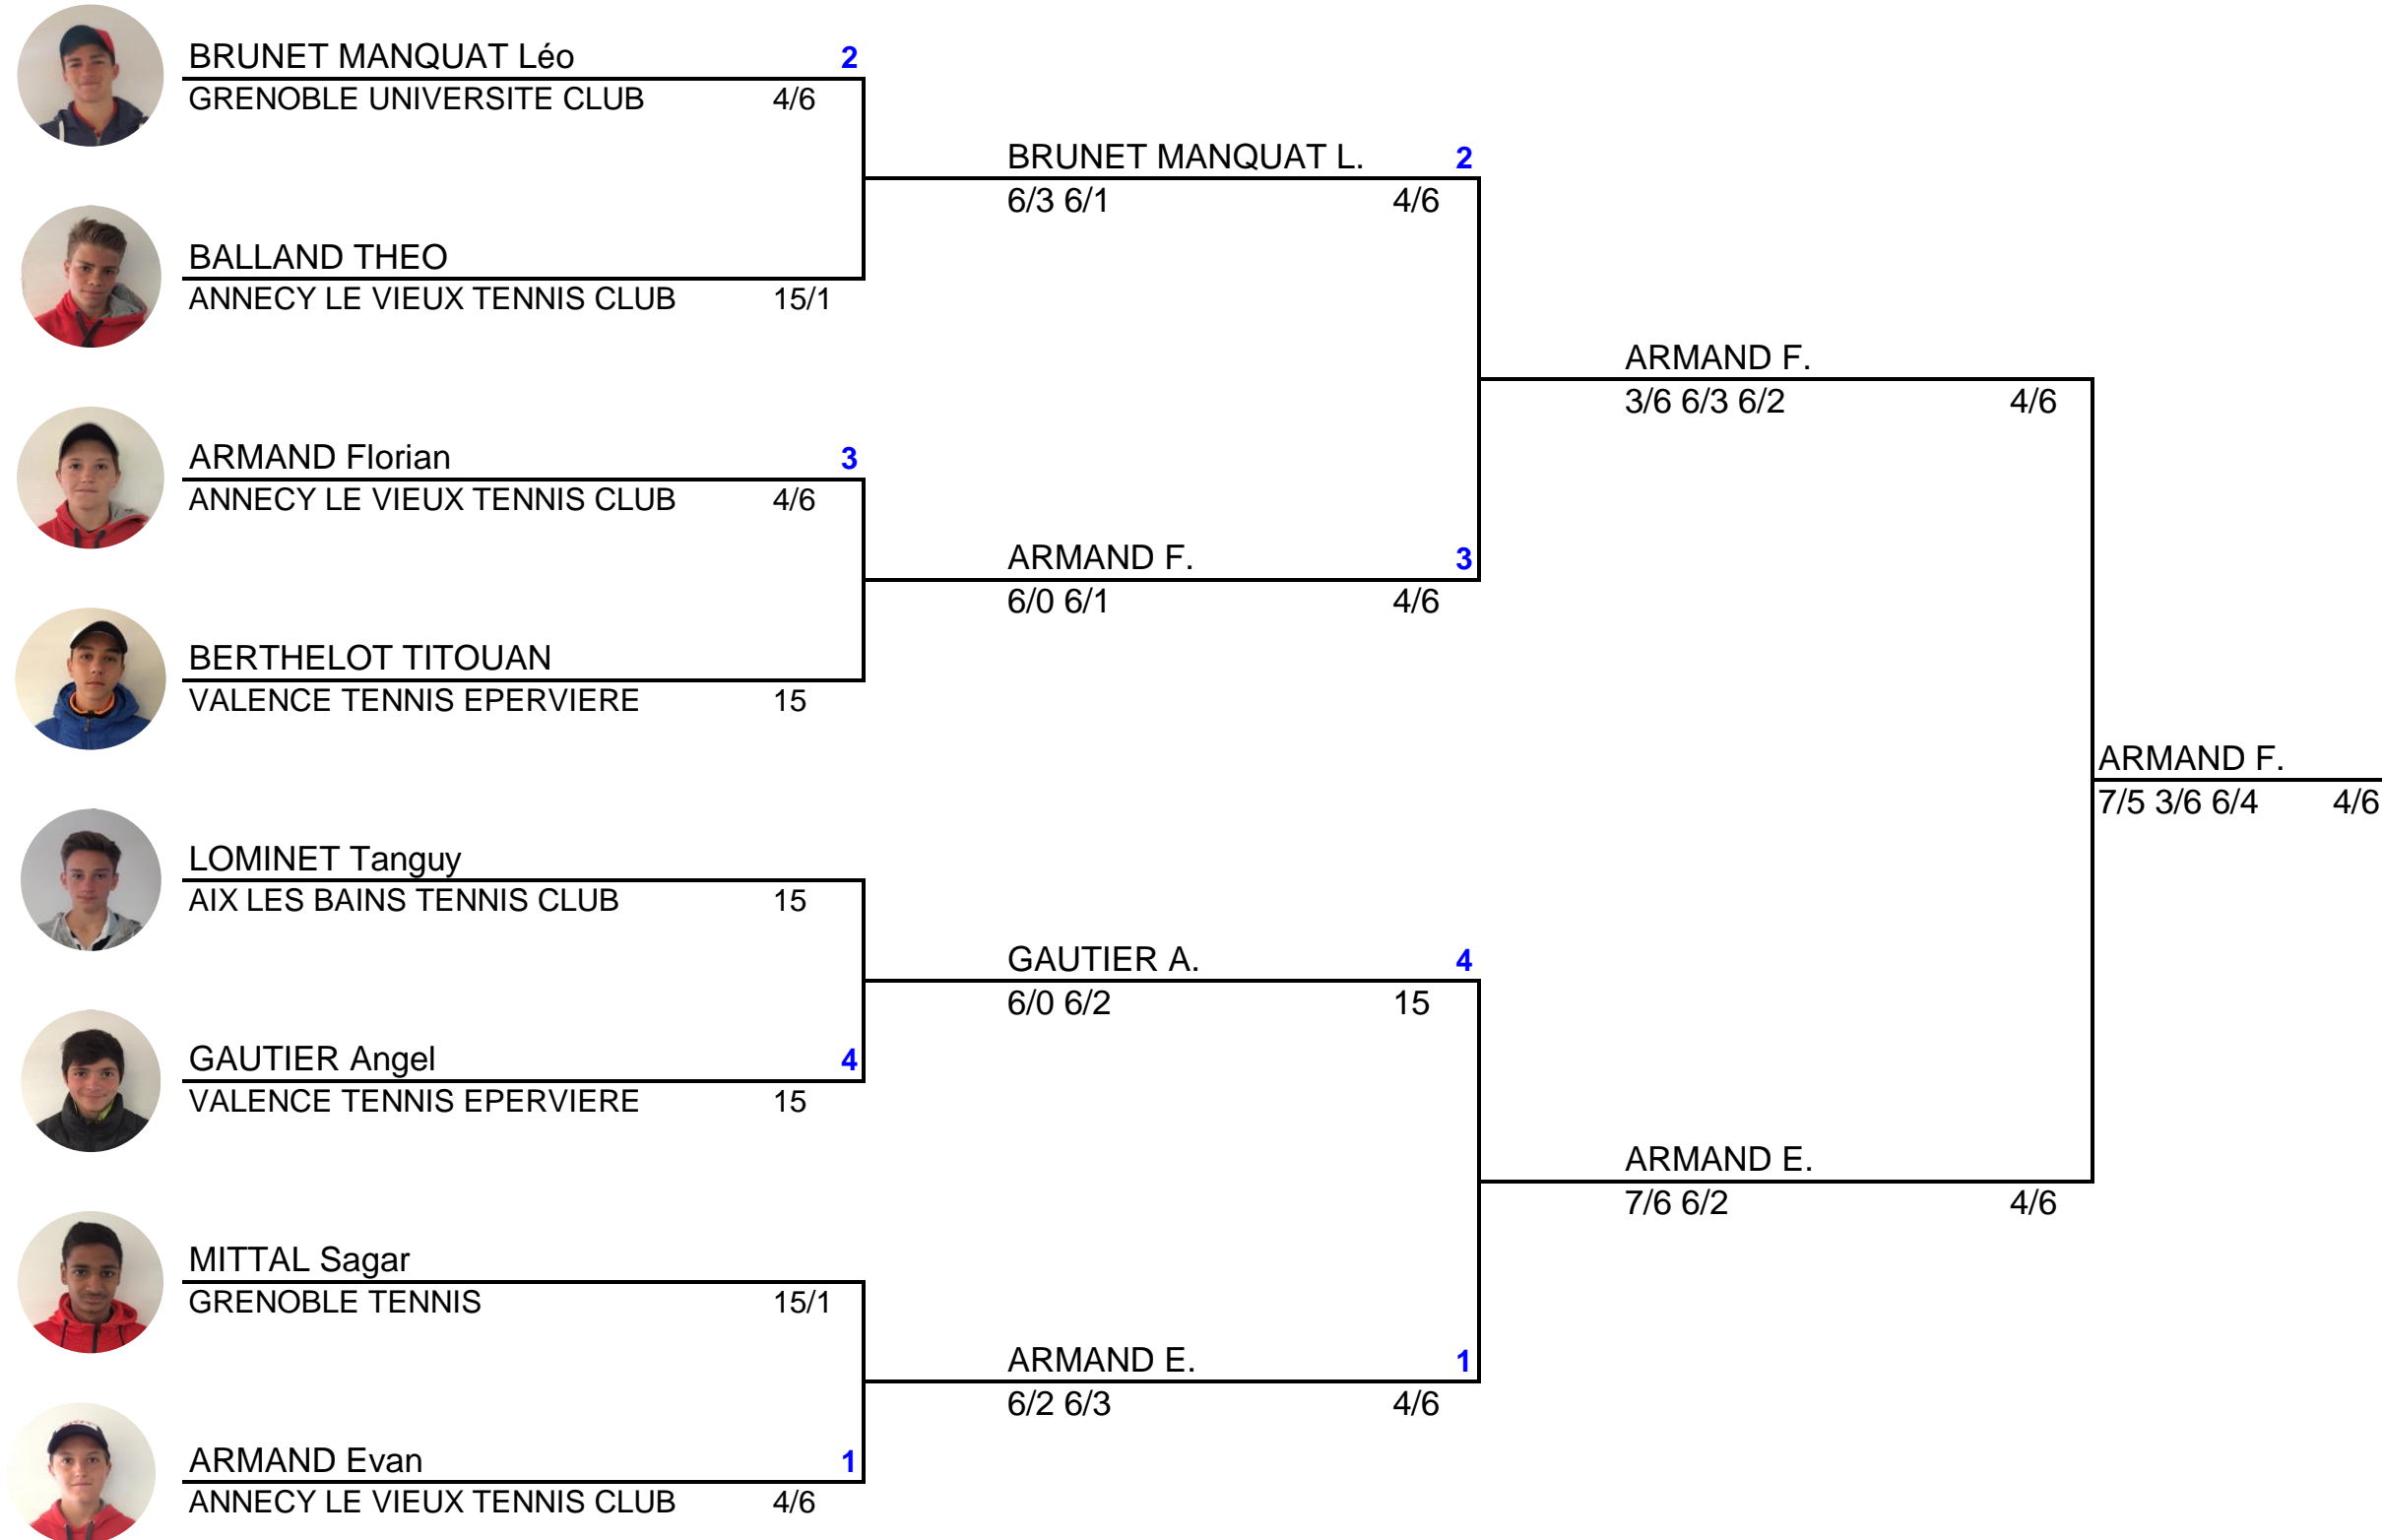 BRUNET MANQUAT Léo 2
GRENOBLE UNIVERSITE CLUB 4/6
BRUNET MANQUAT L. 2
6/3 6/1 4/6
BALLAND THEO
ANNECY LE VIEUX TENNIS CLUB 15/1
ARMAND F.
3/6 6/3 6/2 4/6
ARMAND Florian 3
ANNECY LE VIEUX TENNIS CLUB 4/6
ARMAND F. 3
6/0 6/1 4/6
BERTHELOT TITOUAN
VALENCE TENNIS EPERVIERE 15
ARMAND F.
7/5 3/6 6/4 4/6
LOMINET Tanguy
AIX LES BAINS TENNIS CLUB 15
GAUTIER A. 4
6/0 6/2 15
GAUTIER Angel 4
VALENCE TENNIS EPERVIERE 15
ARMAND E.
7/6 6/2 4/6
MITTAL Sagar
GRENOBLE TENNIS 15/1
ARMAND E. 1
6/2 6/3 4/6
ARMAND Evan 1
ANNECY LE VIEUX TENNIS CLUB 4/6